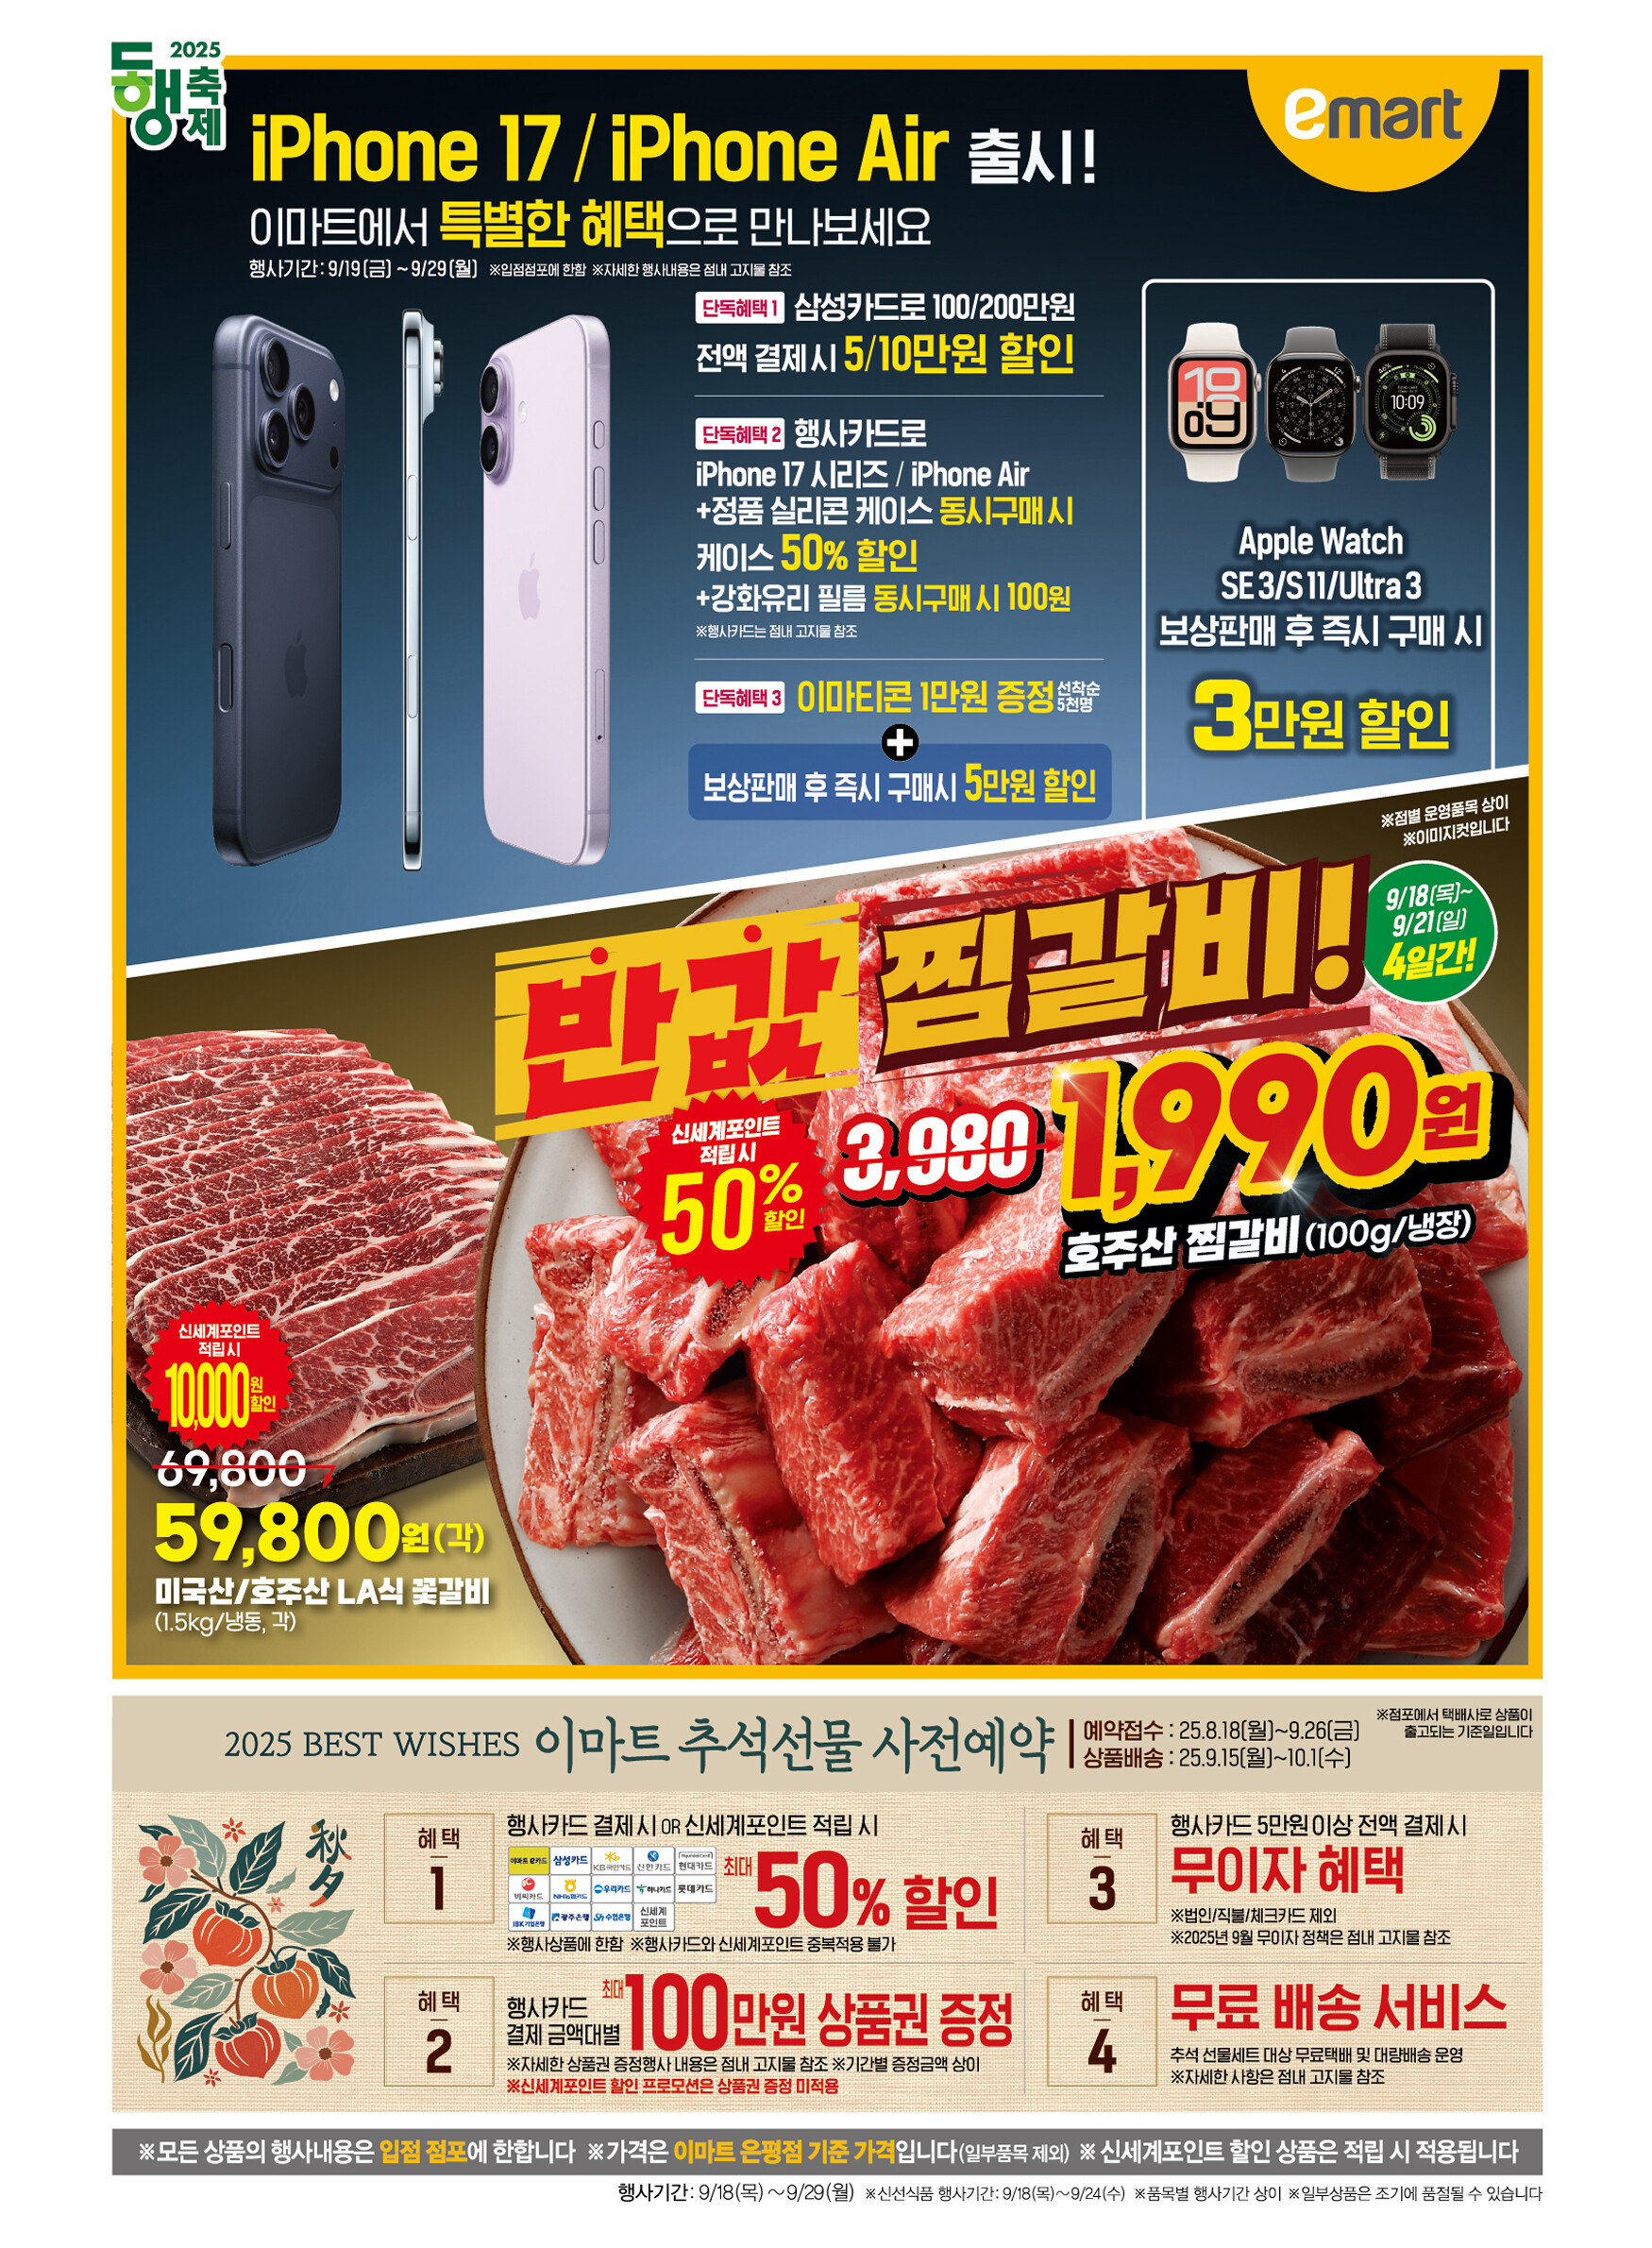 2025
동행축제
emart
iPhone 17 / iPhone Air 출시!
이마트에서 특별한 혜택으로 만나보세요
행사기간 : 9/19(금) ~ 9/29(월) ※입점점포에 한함 ※자세한 행사내용은 점내 고지물 참조
단독혜택 1 삼성카드로 100/200만원
전액 결제 시 5/10만원 할인
단독혜택 2 행사카드로
iPhone 17 시리즈 / iPhone Air
+정품 실리콘 케이스 동시구매 시
케이스 50% 할인
+강화유리 필름 동시구매 시 100원
※행사카드는 점내 고지물 참조
단독혜택 3 이마티콘 1만원 증정 선착순 5천명
+
보상판매 후 즉시 구매시 5만원 할인
10
09
10:09
Apple Watch
SE 3/S 11/Ultra 3
보상판매 후 즉시 구매 시
3만원 할인
※점별 운영품목 상이
※이미지컷입니다
9/18(목)~
9/21(일)
4일간!
반값 찜갈비!
신세계포인트
적립 시
50% 할인
3,980 1,990원
호주산 찜갈비 (100g/냉장)
신세계포인트
적립 시
10,000원 할인
69,800
59,800원 (각)
미국산/호주산 LA식 꽃갈비
(1.5kg/냉동, 각)
2025 BEST WISHES 이마트 추석선물 사전예약
예약접수 : 25.8.18(월)~9.26(금)
상품배송 : 25.9.15(월)~10.1(수)
※점포에서 택배사로 상품이
출고되는 기준일입니다
秋夕
혜택 1
행사카드 결제 시 OR 신세계포인트 적립 시
이마트 e카드 삼성카드 KB국민카드 신한카드 현대카드
비씨카드 NH농협카드 우리카드 하나카드 롯데카드
IBK기업은행 광주은행 Sh수협은행 신세계 포인트
최대 50% 할인
※행사상품에 한함 ※행사카드와 신세계포인트 중복적용 불가
혜택 2
행사카드
결제 금액대별
최대 100만원 상품권 증정
※자세한 상품권 증정행사 내용은 점내 고지물 참조 ※기간별 증정금액 상이
※신세계포인트 할인 프로모션은 상품권 증정 미적용
혜택 3
행사카드 5만원 이상 전액 결제 시
무이자 혜택
※법인/직불/체크카드 제외
※2025년 9월 무이자 정책은 점내 고지물 참조
혜택 4
무료 배송 서비스
추석 선물세트 대상 무료택배 및 대량배송 운영
※자세한 사항은 점내 고지물 참조
※모든 상품의 행사내용은 입점 점포에 한합니다 ※가격은 이마트 은평점 기준 가격입니다(일부품목 제외) ※ 신세계포인트 할인 상품은 적립 시 적용됩니다
행사기간 : 9/18(목) ~ 9/29(월) ※신선식품 행사기간 : 9/18(목)~9/24(수) ※품목별 행사기간 상이 ※일부상품은 조기에 품절될 수 있습니다